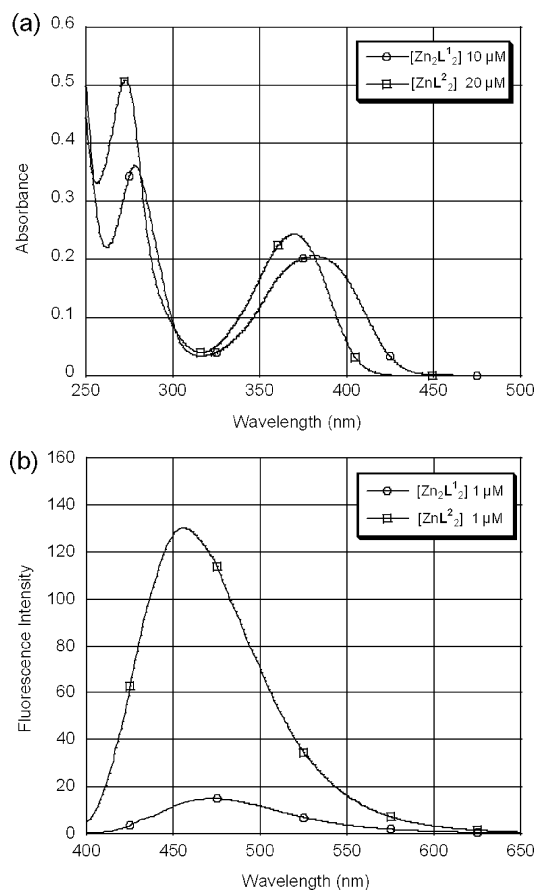 (a)
0.6
0.5
0.4
0.3
0.2
0.1
0
Absorbance
[Zn₂L¹₂] 10 µM
[ZnL²₂] 20 µM
250 300 350 400 450 500
Wavelength (nm)
(b)
160
140
120
100
80
60
40
20
0
Fluorescence Intensity
[Zn₂L¹₂] 1 µM
[ZnL²₂] 1 µM
400 450 500 550 600 650
Wavelength (nm)